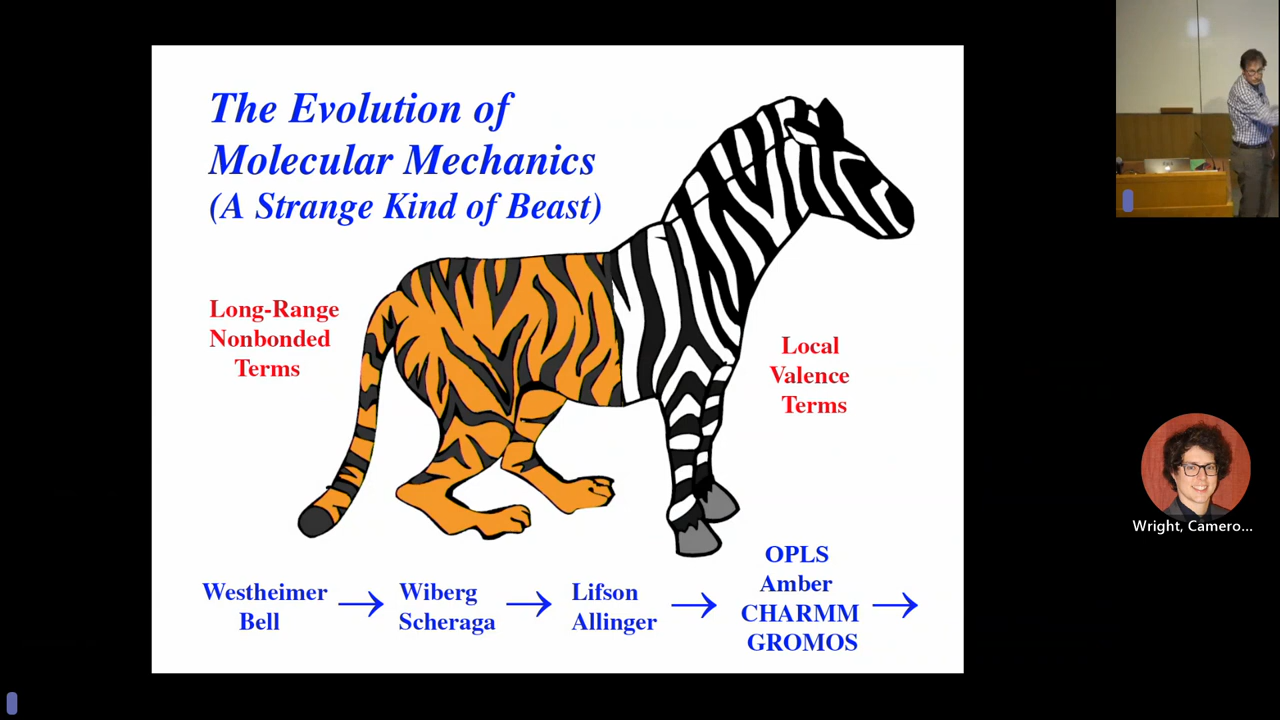 The Evolution of
Molecular Mechanics
(A Strange Kind of Beast)
Long-Range
Nonbonded
Terms
Local
Valence
Terms
Westheimer
Bell
Wiberg
Scheraga
Lifson
Allinger
OPLS
Amber
CHARMM
GROMOS
Wright, Camero...